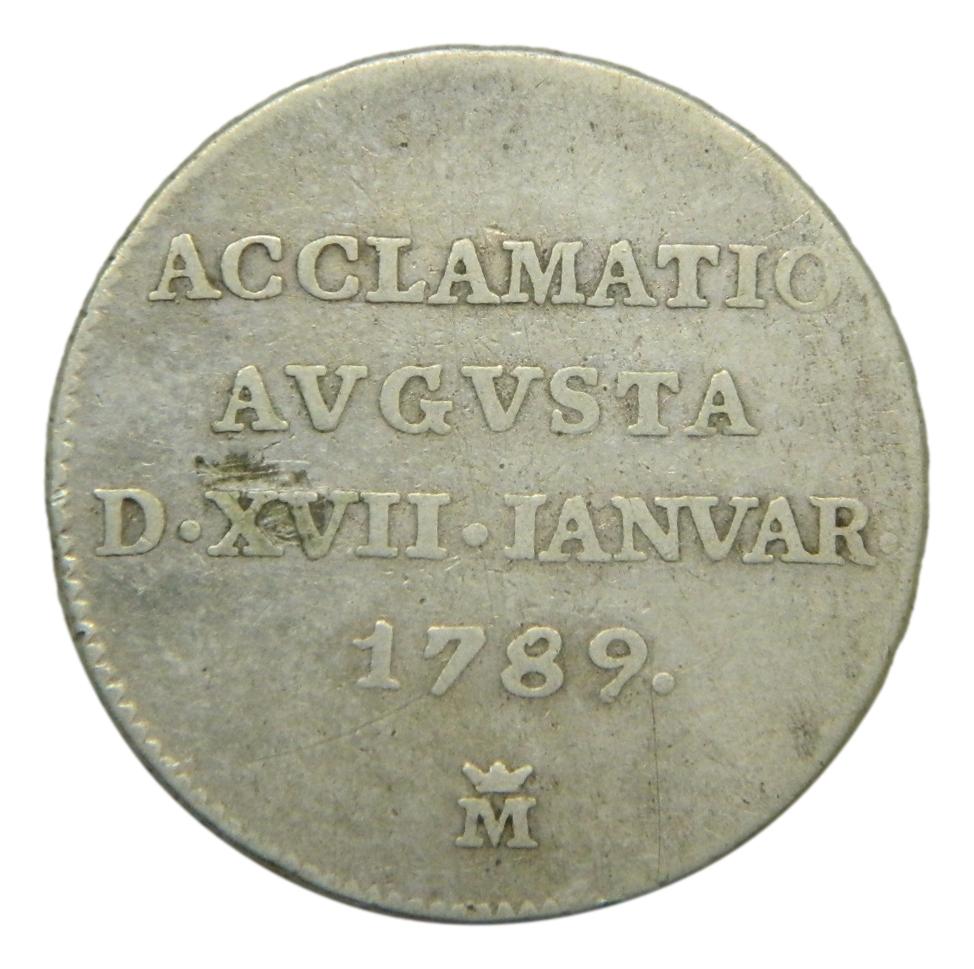 ACCLAMATIO
AVGVSTA
D·XVII·IANVAR·
1789.
M